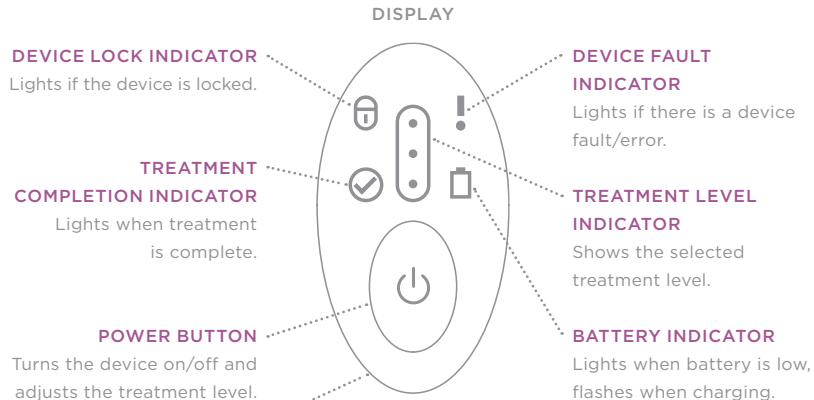 DISPLAY
DEVICE LOCK INDICATOR
Lights if the device is locked.
TREATMENT
COMPLETION INDICATOR
Lights when treatment
is complete.
POWER BUTTON
Turns the device on/off and
adjusts the treatment level.
DEVICE FAULT
INDICATOR
Lights if there is a device
fault/error.
TREATMENT LEVEL
INDICATOR
Shows the selected
treatment level.
BATTERY INDICATOR
Lights when battery is low,
flashes when charging.